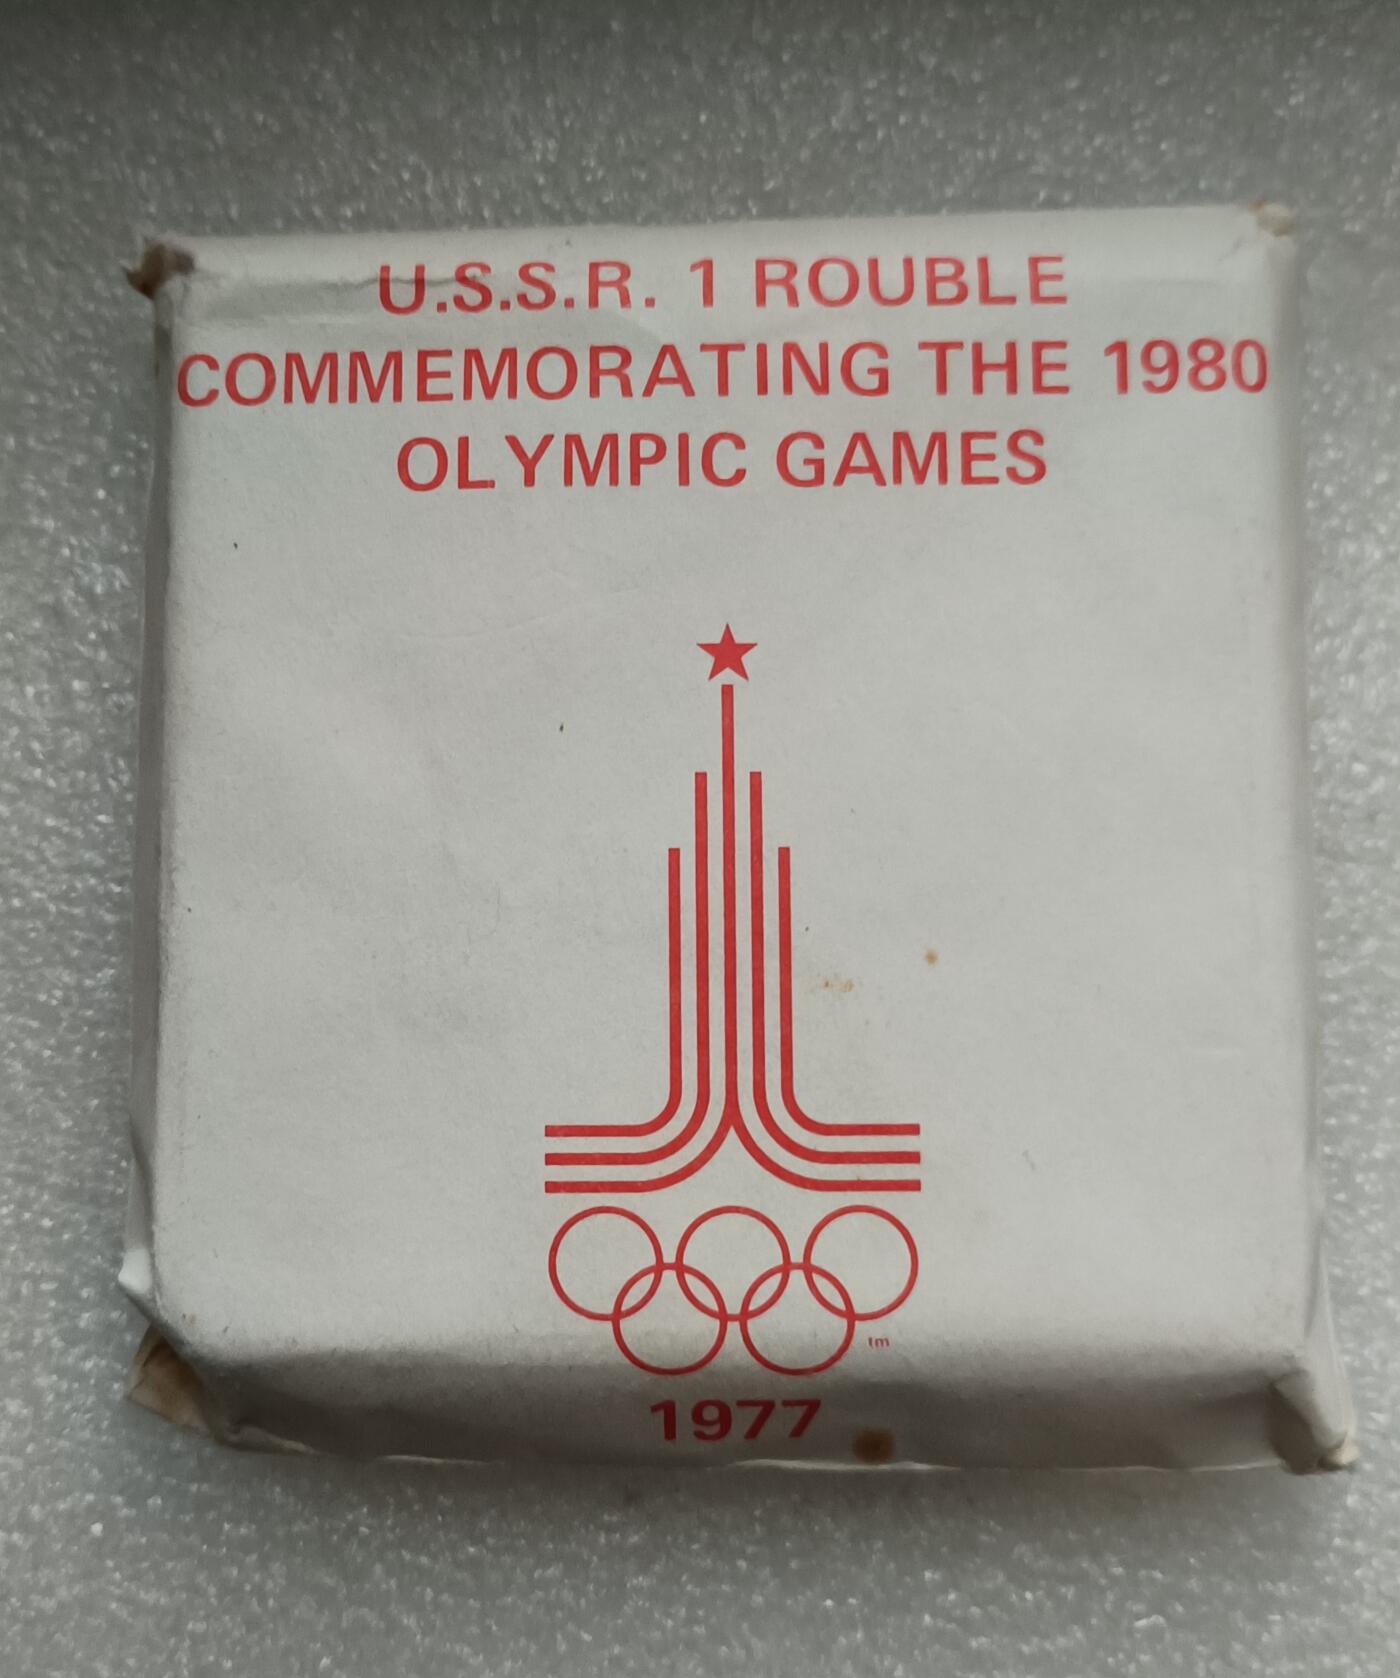 U.S.S.R. 1 ROUBLE
COMMEMORATING THE 1980
OLYMPIC GAMES
tm
1977